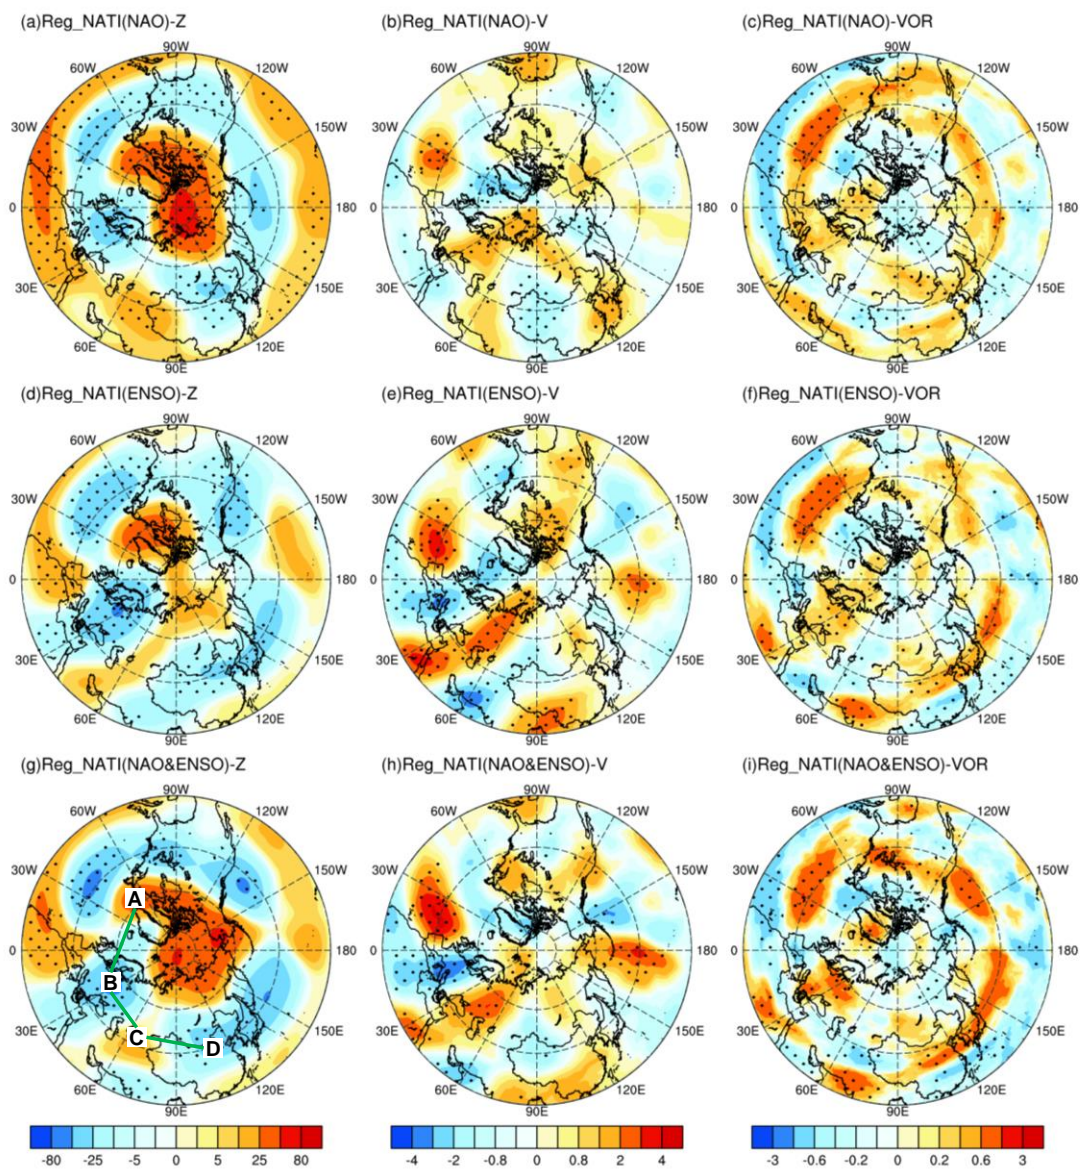 (a)Reg_NATI(NAO)-Z
(b)Reg_NATI(NAO)-V
(c)Reg_NATI(NAO)-VOR
90W
90W
90W
60W
120W
60W
120W
60W
120W
30W
150W
30W
150W
30W
150W
0
180
0
180
0
180
30E
150E
30E
150E
30E
150E
60E
120E
60E
120E
60E
120E
90E
90E
90E
(d)Reg_NATI(ENSO)-Z
(e)Reg_NATI(ENSO)-V
(f)Reg_NATI(ENSO)-VOR
90W
90W
90W
60W
120W
60W
120W
60W
120W
30W
150W
30W
150W
30W
150W
0
180
0
180
0
180
30E
150E
30E
150E
30E
150E
60E
120E
60E
120E
60E
120E
90E
90E
90E
(g)Reg_NATI(NAO&ENSO)-Z
(h)Reg_NATI(NAO&ENSO)-V
(i)Reg_NATI(NAO&ENSO)-VOR
90W
90W
90W
60W
120W
60W
120W
60W
120W
30W
150W
30W
150W
30W
150W
A
0
180
0
180
0
180
B
30E
150E
30E
150E
30E
150E
C
D
60E
120E
60E
120E
60E
120E
90E
90E
90E
-80 -25 -5 0 5 25 80
-4 -2 -0.8 0 0.8 2 4
-3 -0.6 -0.2 0 0.2 0.6 3